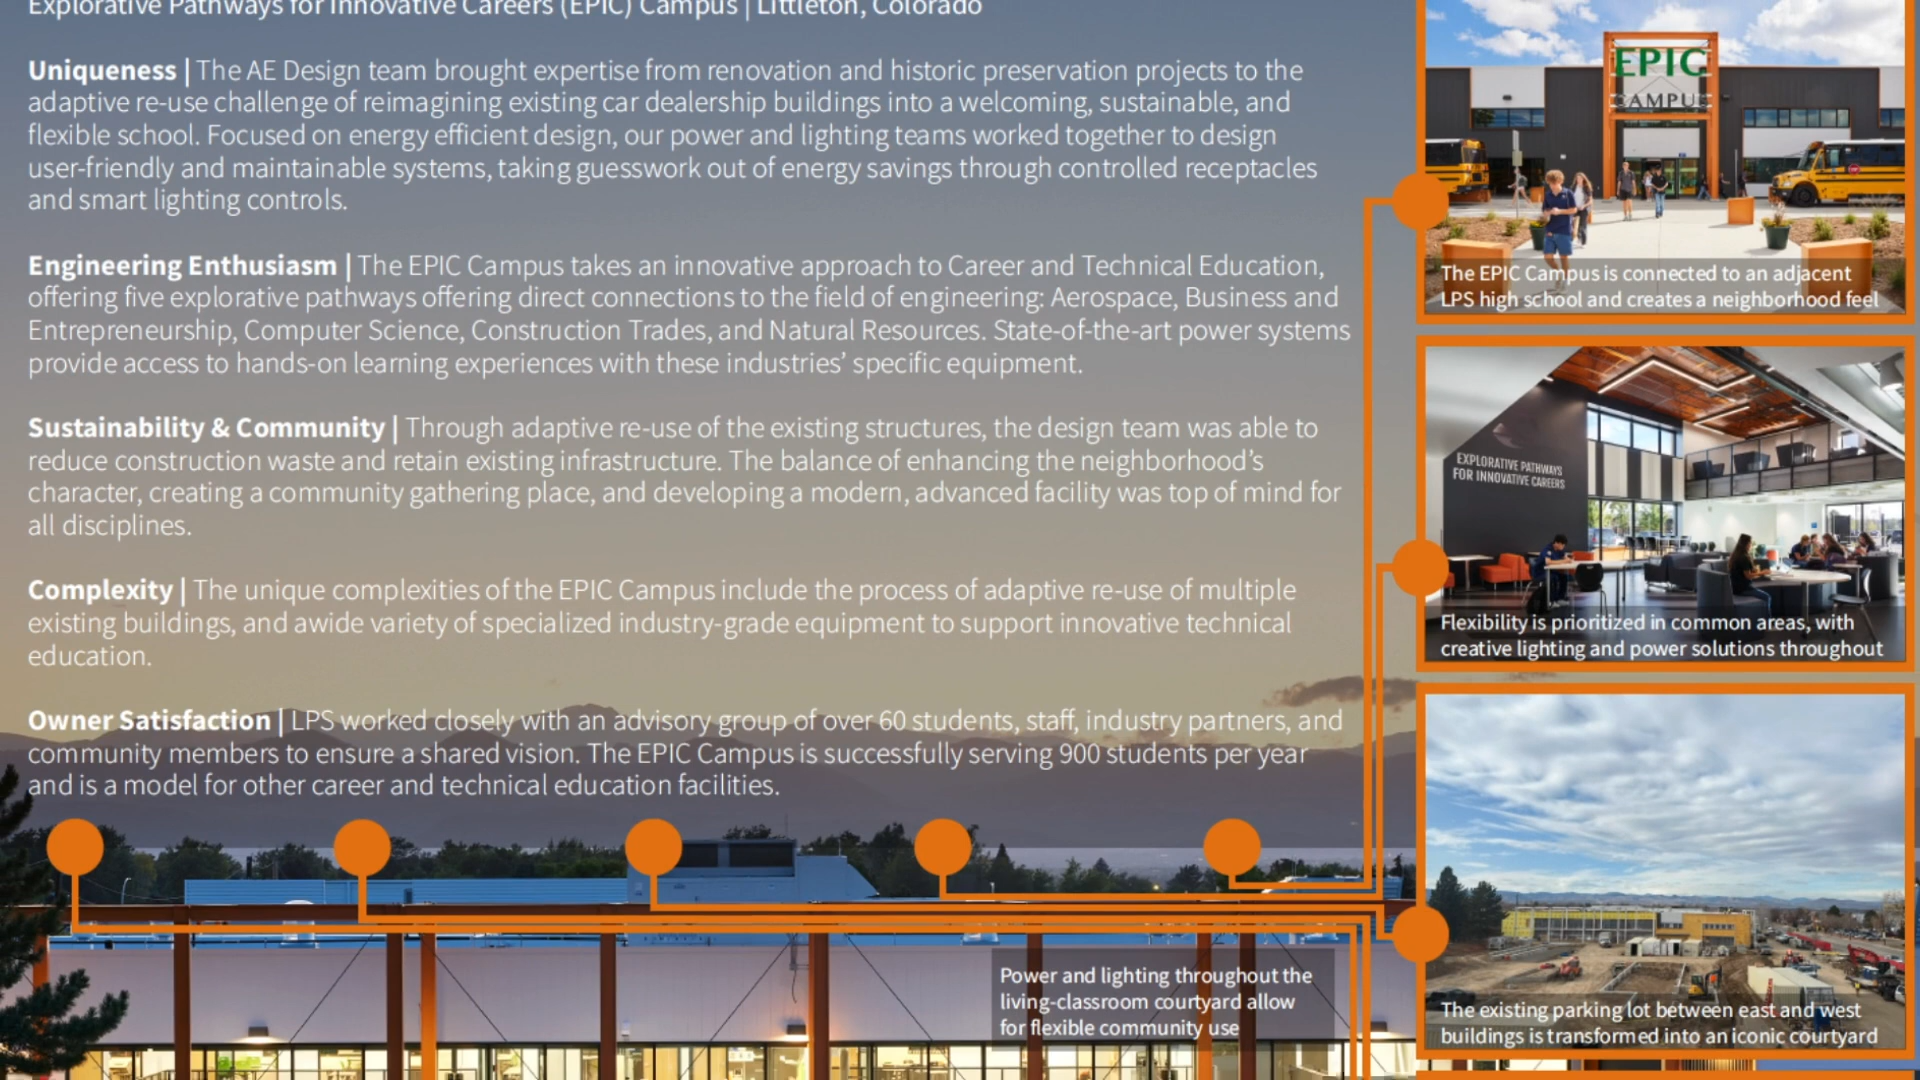 Explorative Pathways for Innovative Careers (EPIC) Campus | Littleton, Colorado
Uniqueness | The AE Design team brought expertise from renovation and historic preservation projects to the
adaptive re-use challenge of reimagining existing car dealership buildings into a welcoming, sustainable, and
flexible school. Focused on energy efficient design, our power and lighting teams worked together to design
user-friendly and maintainable systems, taking guesswork out of energy savings through controlled receptacles
and smart lighting controls.
Engineering Enthusiasm | The EPIC Campus takes an innovative approach to Career and Technical Education,
offering five explorative pathways offering direct connections to the field of engineering: Aerospace, Business and
Entrepreneurship, Computer Science, Construction Trades, and Natural Resources. State-of-the-art power systems
provide access to hands-on learning experiences with these industries’ specific equipment.
Sustainability & Community | Through adaptive re-use of the existing structures, the design team was able to
reduce construction waste and retain existing infrastructure. The balance of enhancing the neighborhood’s
character, creating a community gathering place, and developing a modern, advanced facility was top of mind for
all disciplines.
Complexity | The unique complexities of the EPIC Campus include the process of adaptive re-use of multiple
existing buildings, and awide variety of specialized industry-grade equipment to support innovative technical
education.
Owner Satisfaction | LPS worked closely with an advisory group of over 60 students, staff, industry partners, and
community members to ensure a shared vision. The EPIC Campus is successfully serving 900 students per year
and is a model for other career and technical education facilities.
Power and lighting throughout the
living-classroom courtyard allow
for flexible community use
EPIC
CAMPUS
The EPIC Campus is connected to an adjacent
LPS high school and creates a neighborhood feel
EXPLORATIVE PATHWAYS
FOR INNOVATIVE CAREERS
Flexibility is prioritized in common areas, with
creative lighting and power solutions throughout
The existing parking lot between east and west
buildings is transformed into an iconic courtyard